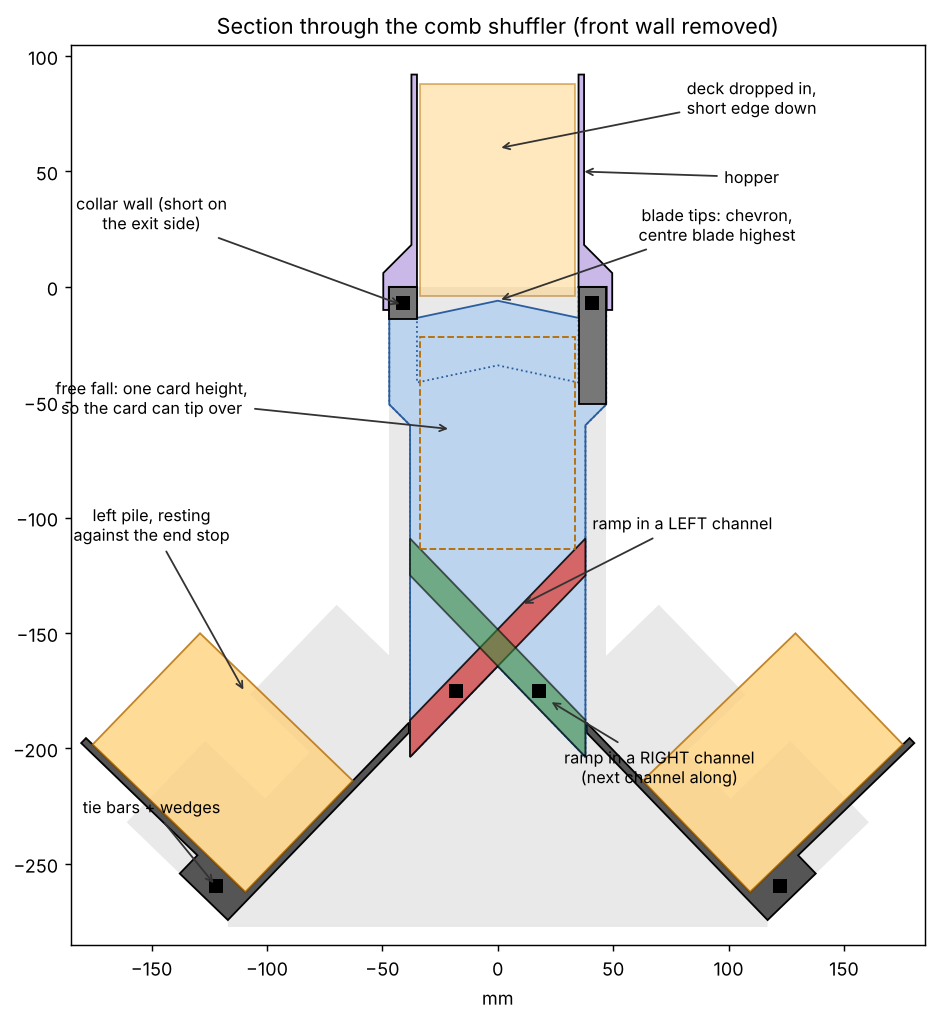 Section through the comb shuffler (front wall removed)
100
50
0
−50
−100
−150
−200
−250
deck dropped in,
short edge down
hopper
blade tips: chevron,
centre blade highest
collar wall (short on
the exit side)
free fall: one card height,
so the card can tip over
left pile, resting
against the end stop
ramp in a LEFT channel
ramp in a RIGHT channel
(next channel along)
tie bars + wedges
−150
−100
−50
0
50
100
150
mm